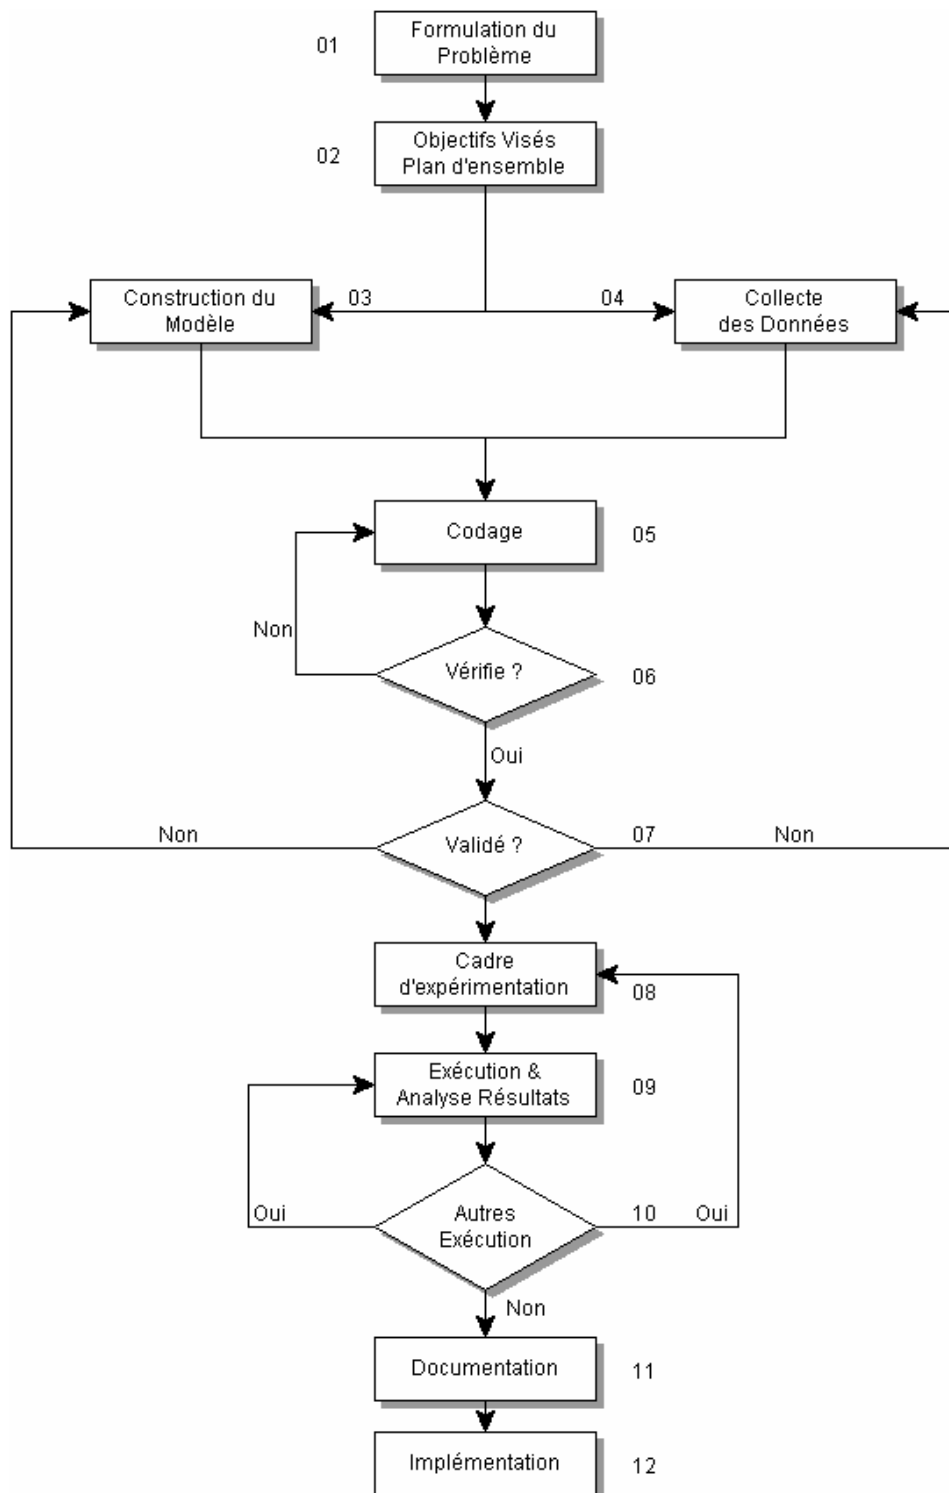 01
Formulation du
Problème
02
Objectifs Visés
Plan d'ensemble
Construction du
Modèle
03
04
Collecte
des Données
Codage
05
Non
Vérifie ?
06
Oui
Non
Validé ?
07
Non
Cadre
d'expérimentation
08
Exécution &
Analyse Résultats
09
Oui
Autres
Exécution
10
Oui
Non
Documentation
11
Implémentation
12